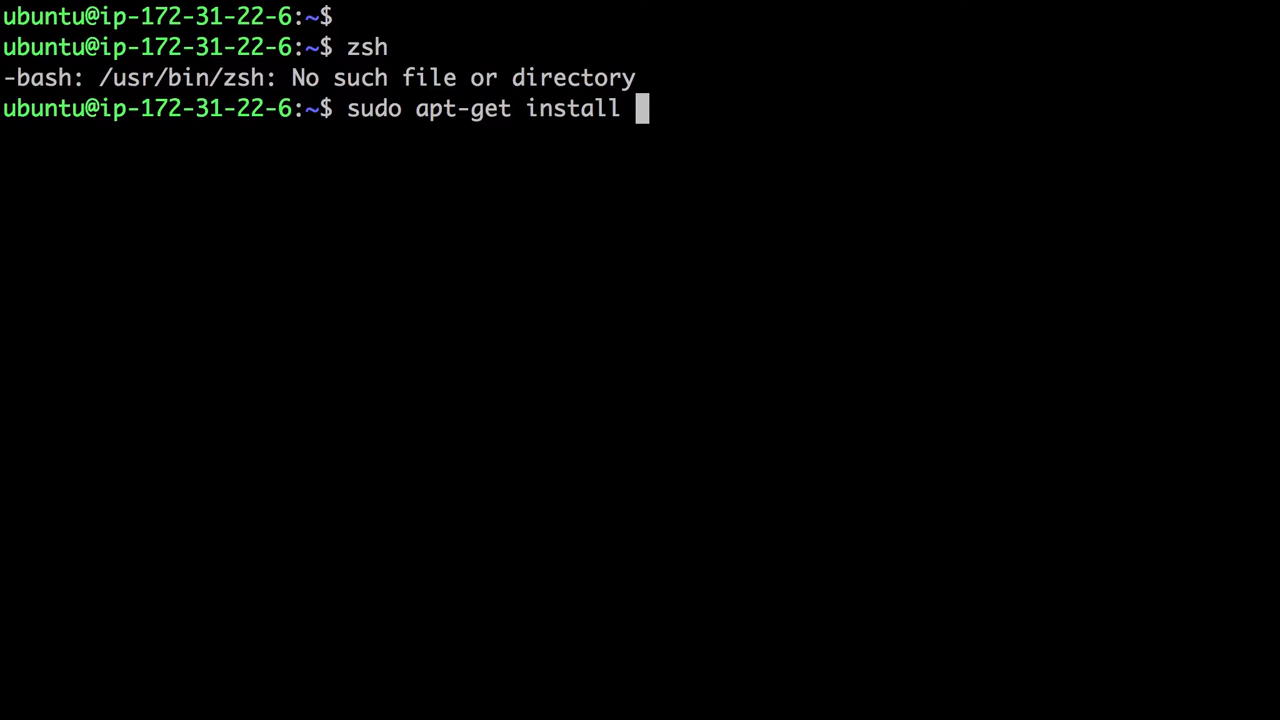 ubuntu@ip-172-31-22-6:~$
ubuntu@ip-172-31-22-6:~$ zsh
-bash: /usr/bin/zsh: No such file or directory
ubuntu@ip-172-31-22-6:~$ sudo apt-get install